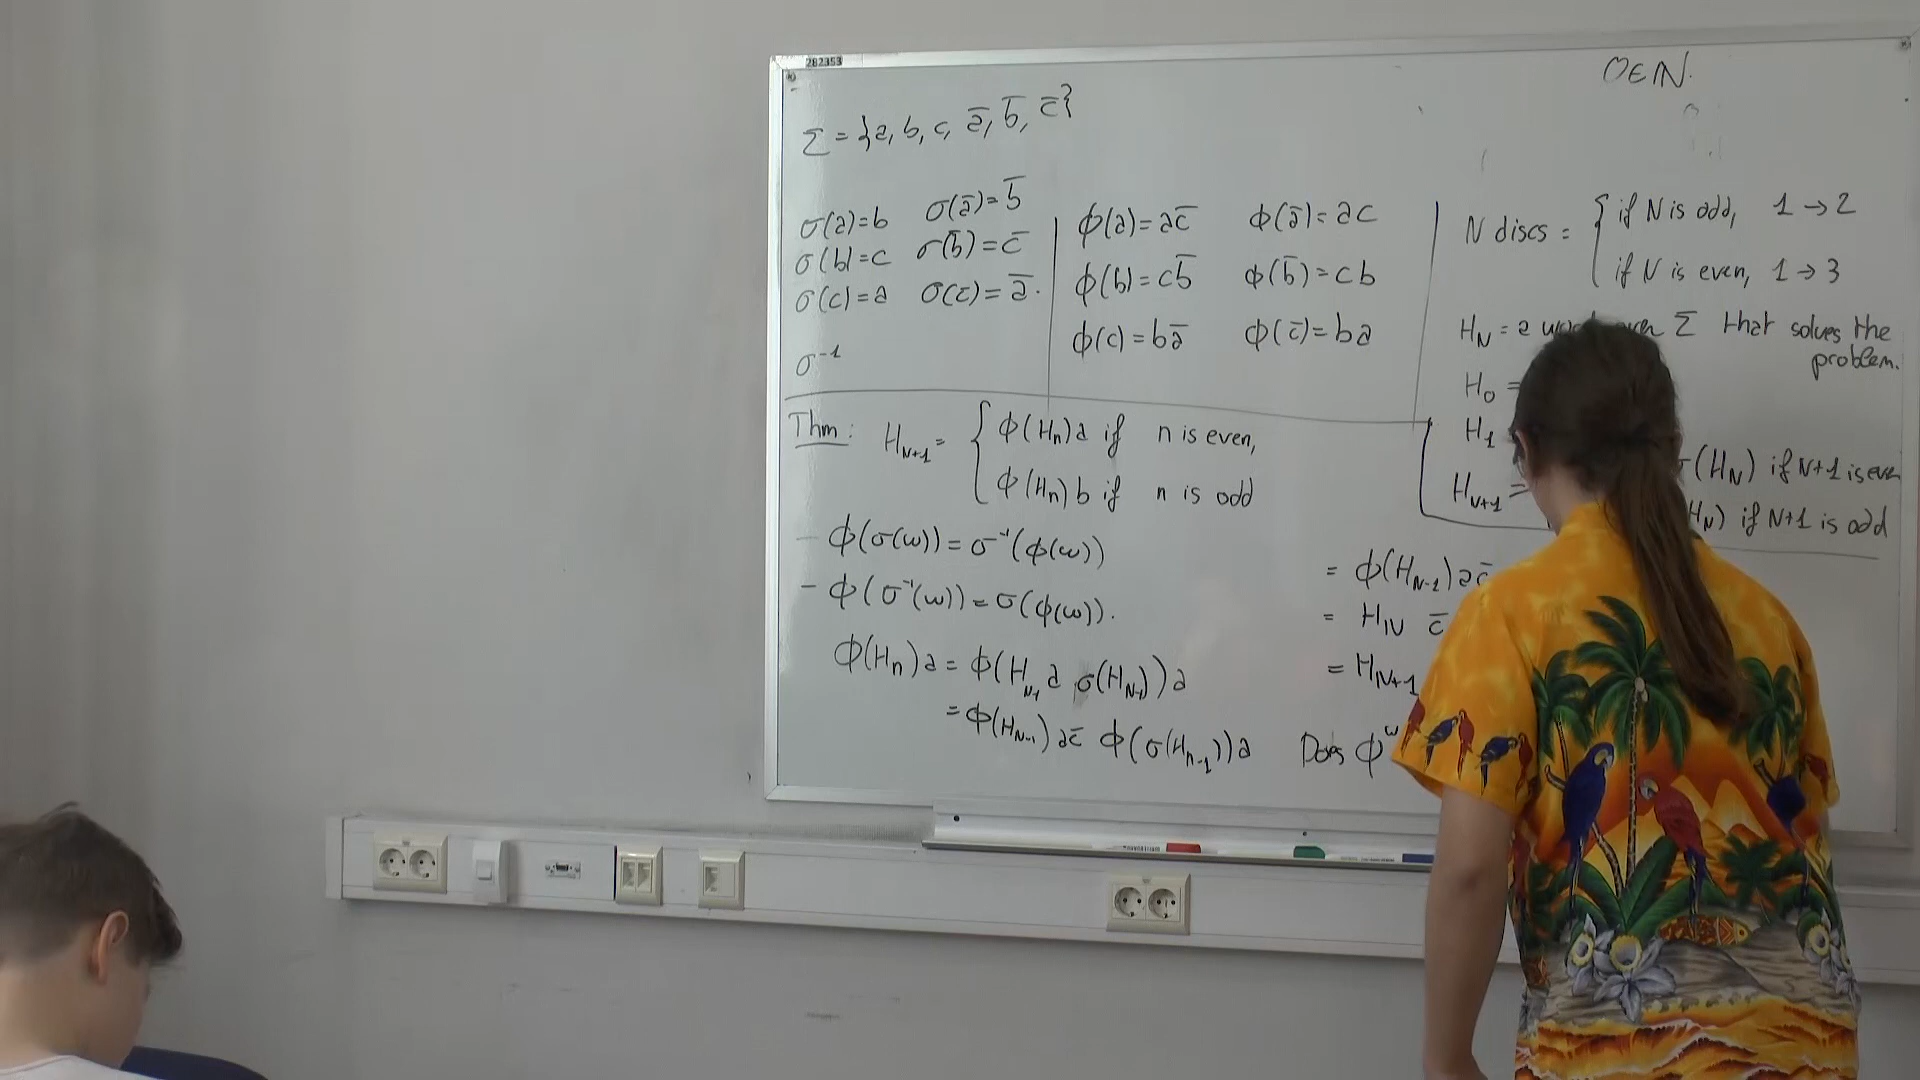 282353
O∈ℕ.
Σ = {a, b, c, a̅, b̅, c̅}
σ(a)=b σ(a̅)=b̅
σ(b)=c σ(b̅)=c̅
σ(c)=a σ(c̅)=a̅.
σ⁻¹
ϕ(a)=ac̅ ϕ(a̅)=ac
ϕ(b)=cb̅ ϕ(b̅)=cb
ϕ(c)=ba̅ ϕ(c̅)=ba
N discs = { if N is odd, 1→2
if N is even, 1→3
H_N = a Σ that solves the
problem.
H₀ =
H₁
H_{N+1} = (H_N) if N+1 is even
H_N) if N+1 is odd
Thm: H_{N+1} = { ϕ(H_n)a if n is even,
ϕ(H_n)b if n is odd
- ϕ(σ(w)) = σ⁻¹(ϕ(w))
- ϕ(σ⁻¹(w)) = σ(ϕ(w)).
ϕ(H_n)a = ϕ(H_{N-1} a σ(H_{N-1}))a
= ϕ(H_{N-1}) ac̅ ϕ(σ(H_{n-1}))a
= ϕ(H_{N-1}) ac̅
= H_N c̅
= H_{N+1}
Does ϕ^ω